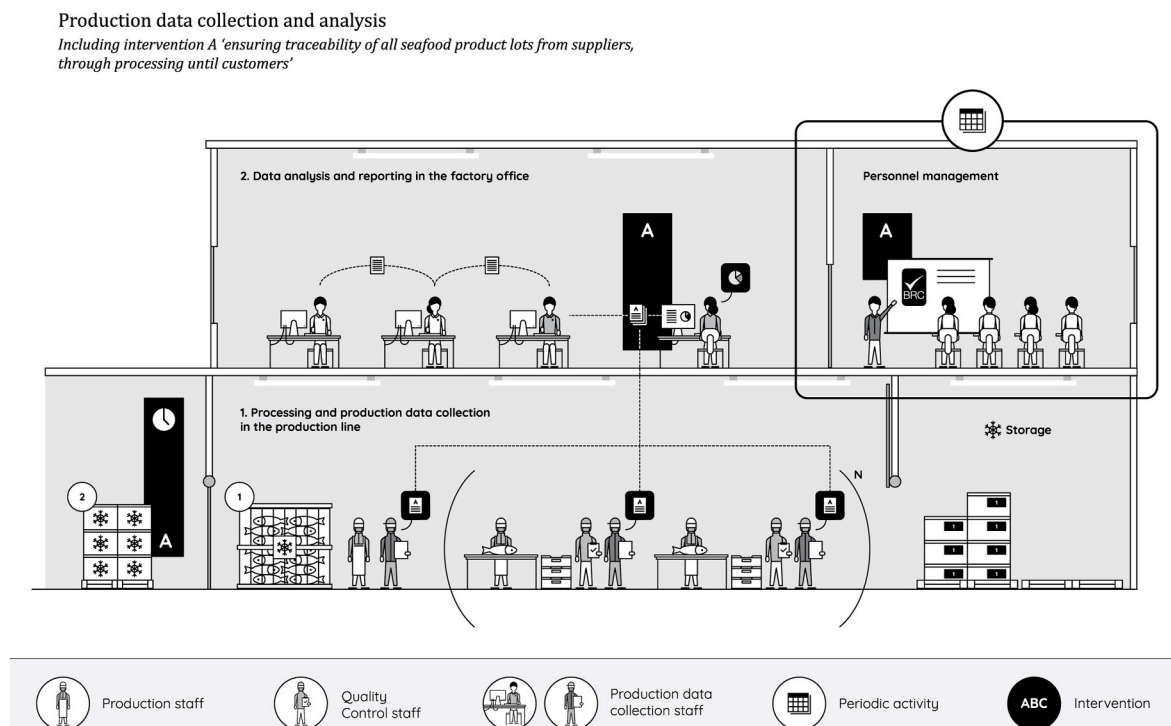 Production data collection and analysis
Including intervention A ‘ensuring traceability of all seafood product lots from suppliers,
through processing until customers’
2. Data analysis and reporting in the factory office
Personnel management
A
A
A
BRC
1. Processing and production data collection
in the production line
Storage
N
2
1
A
A
A
A
1
1
1
1
1
1
1
Production staff
Quality
Control staff
Production data
collection staff
Periodic activity
ABC
Intervention